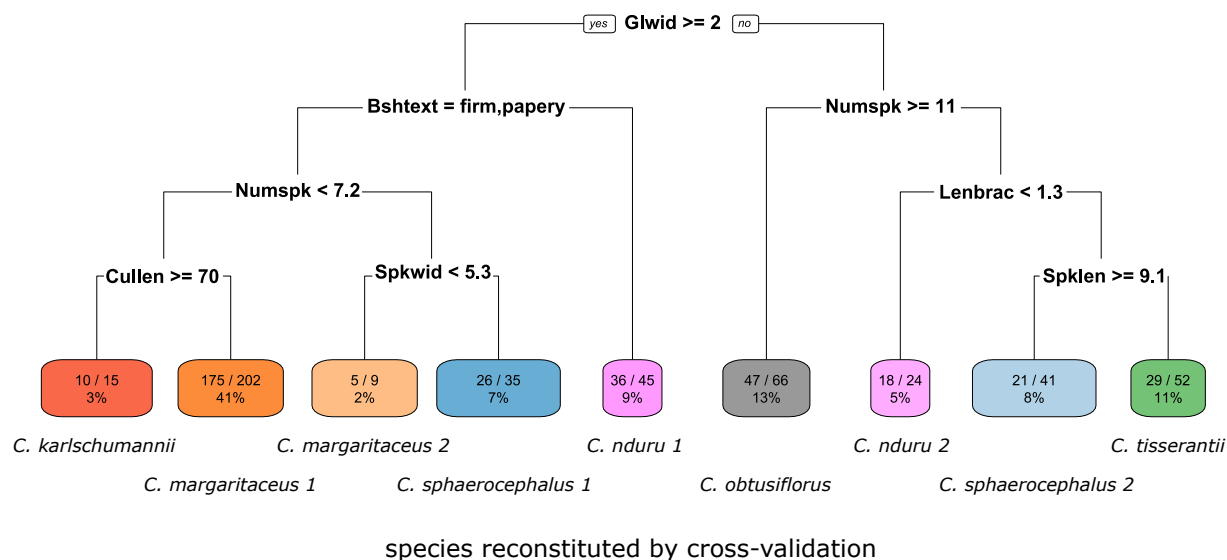 yes Glwid >= 2 no
Bshtext = firm,papery
Numspk >= 11
Numspk < 7.2
Lenbrac < 1.3
Cullen >= 70
Spkwid < 5.3
Spklen >= 9.1
10 / 15
3%
175 / 202
41%
5 / 9
2%
26 / 35
7%
36 / 45
9%
47 / 66
13%
18 / 24
5%
21 / 41
8%
29 / 52
11%
C. karlschumannii
C. margaritaceus 2
C. nduru 1
C. nduru 2
C. tisserantii
C. margaritaceus 1
C. sphaerocephalus 1
C. obtusiflorus
C. sphaerocephalus 2
species reconstituted by cross-validation